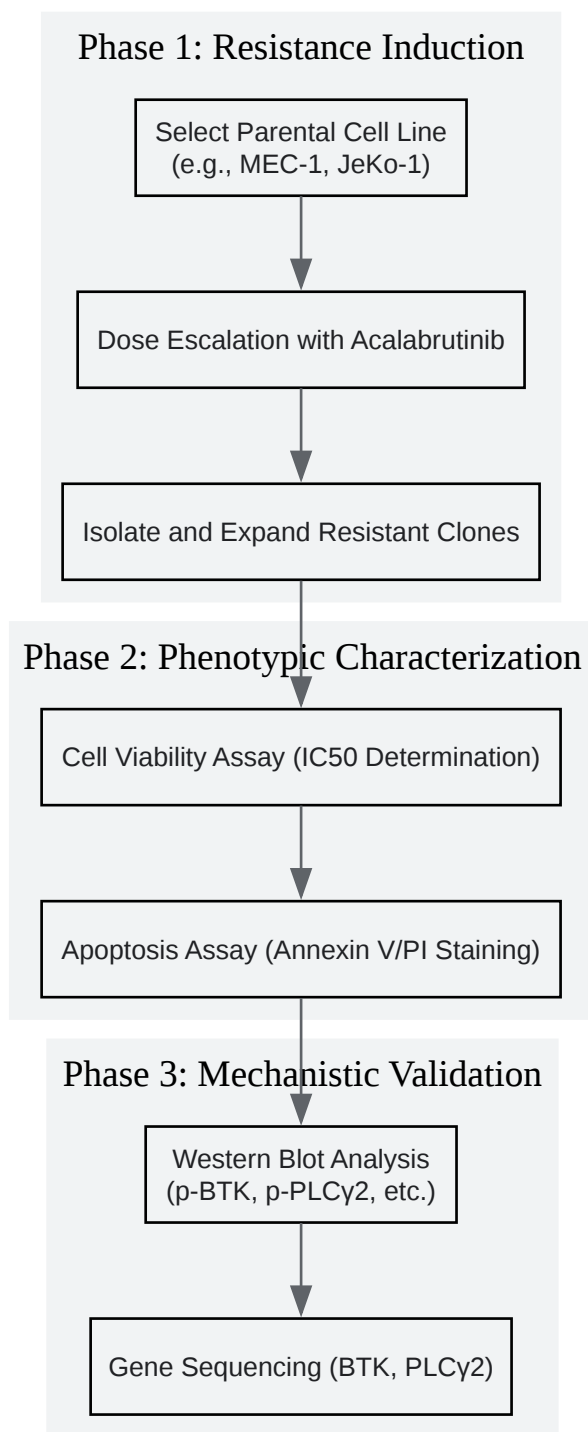 Phase 1: Resistance Induction
Select Parental Cell Line
(e.g., MEC-1, JeKo-1)
Dose Escalation with Acalabrutinib
Isolate and Expand Resistant Clones
Phase 2: Phenotypic Characterization
Cell Viability Assay (IC50 Determination)
Apoptosis Assay (Annexin V/PI Staining)
Phase 3: Mechanistic Validation
Western Blot Analysis
(p-BTK, p-PLCγ2, etc.)
Gene Sequencing (BTK, PLCγ2)